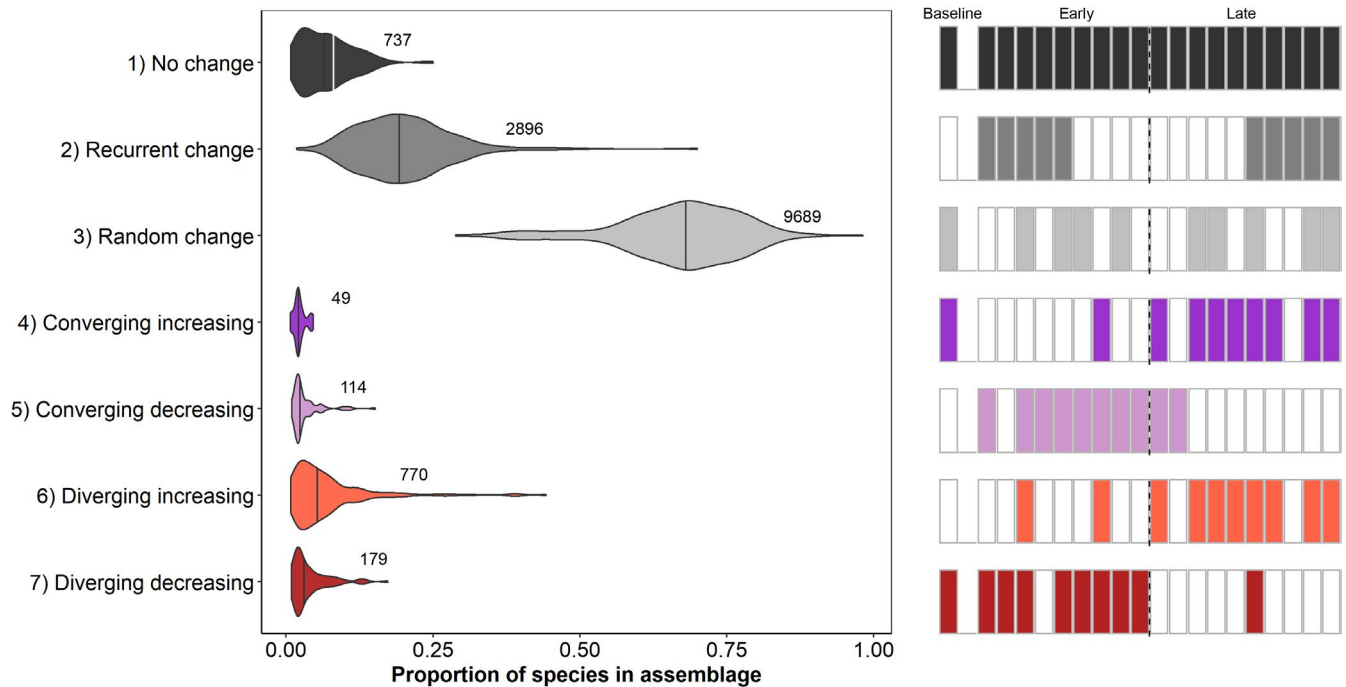 Baseline Early Late
1) No change 737
2) Recurrent change 2896
3) Random change 9689
4) Converging increasing 49
5) Converging decreasing 114
6) Diverging increasing 770
7) Diverging decreasing 179
0.00 0.25 0.50 0.75 1.00
Proportion of species in assemblage